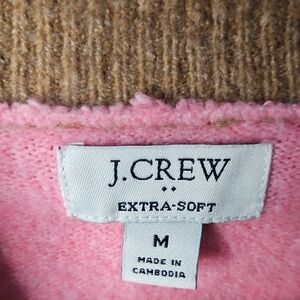 J.CREW
..
EXTRA-SOFT
M
MADE IN
CAMBODIA